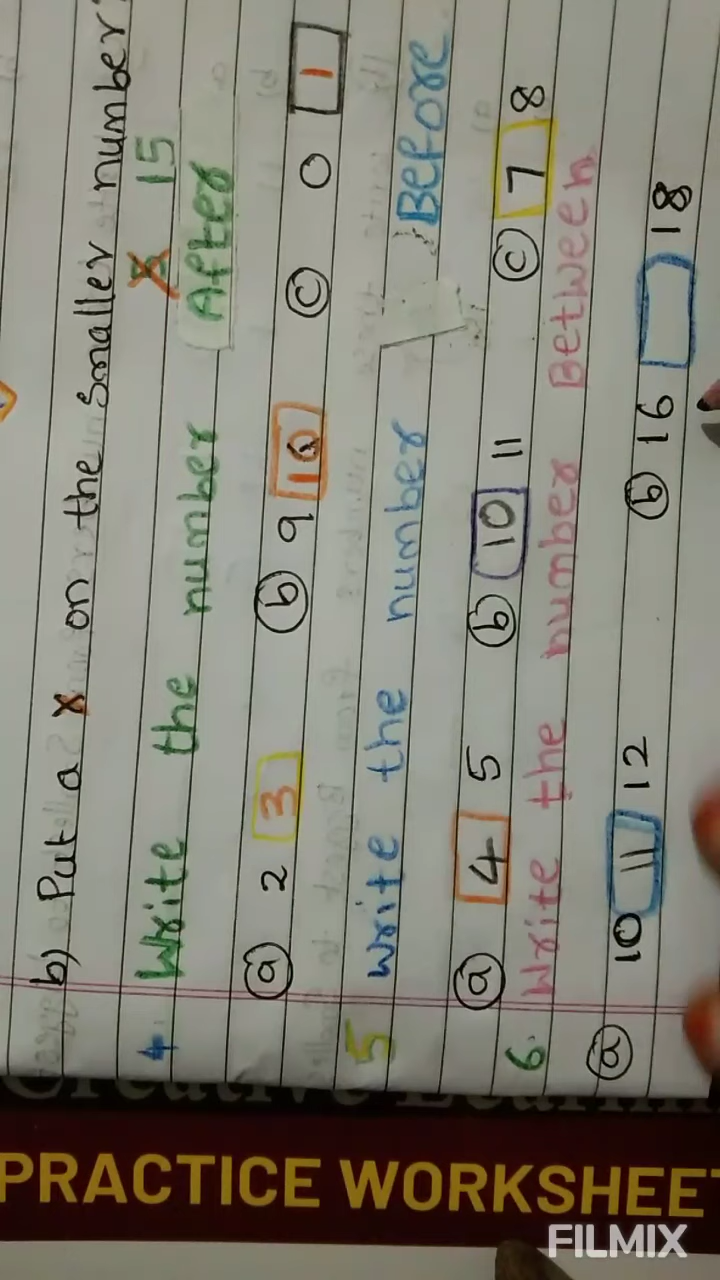 b) Put a x on the smaller number:
8 15
4. Write the number After
ⓐ 2 3 ⓑ 9 10 ⓒ 0 1
5 Write the number Before
ⓐ 4 5 ⓑ 10 11 ⓒ 7 8
6. Write the number Between
ⓐ 10 11 12 ⓑ 16 18
PRACTICE WORKSHEET
FILMIX